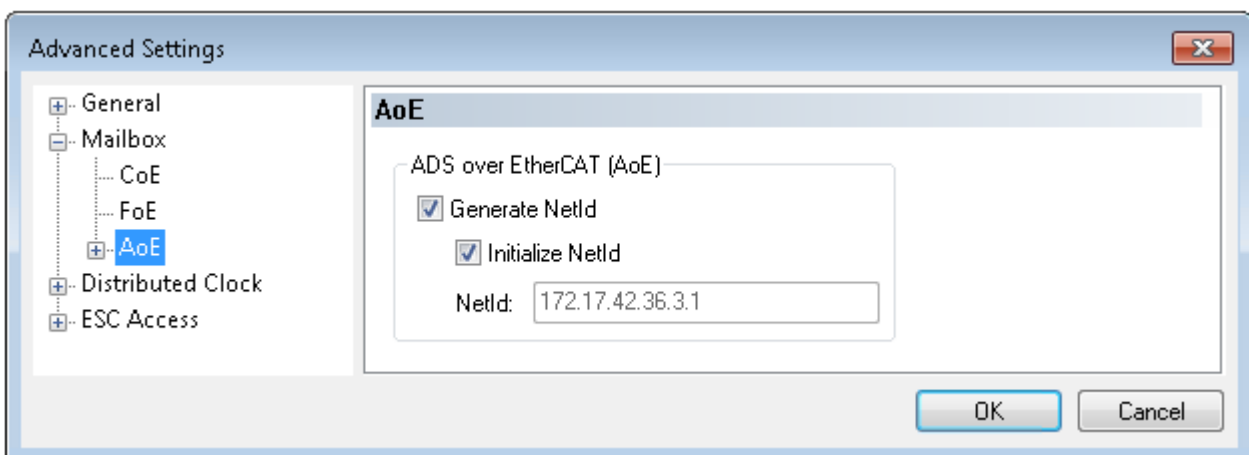 Advanced Settings
General
Mailbox
CoE
FoE
AoE
Distributed Clock
ESC Access
AoE
ADS over EtherCAT (AoE)
Generate NetId
Initialize NetId
NetId: 172.17.42.36.3.1
OK Cancel